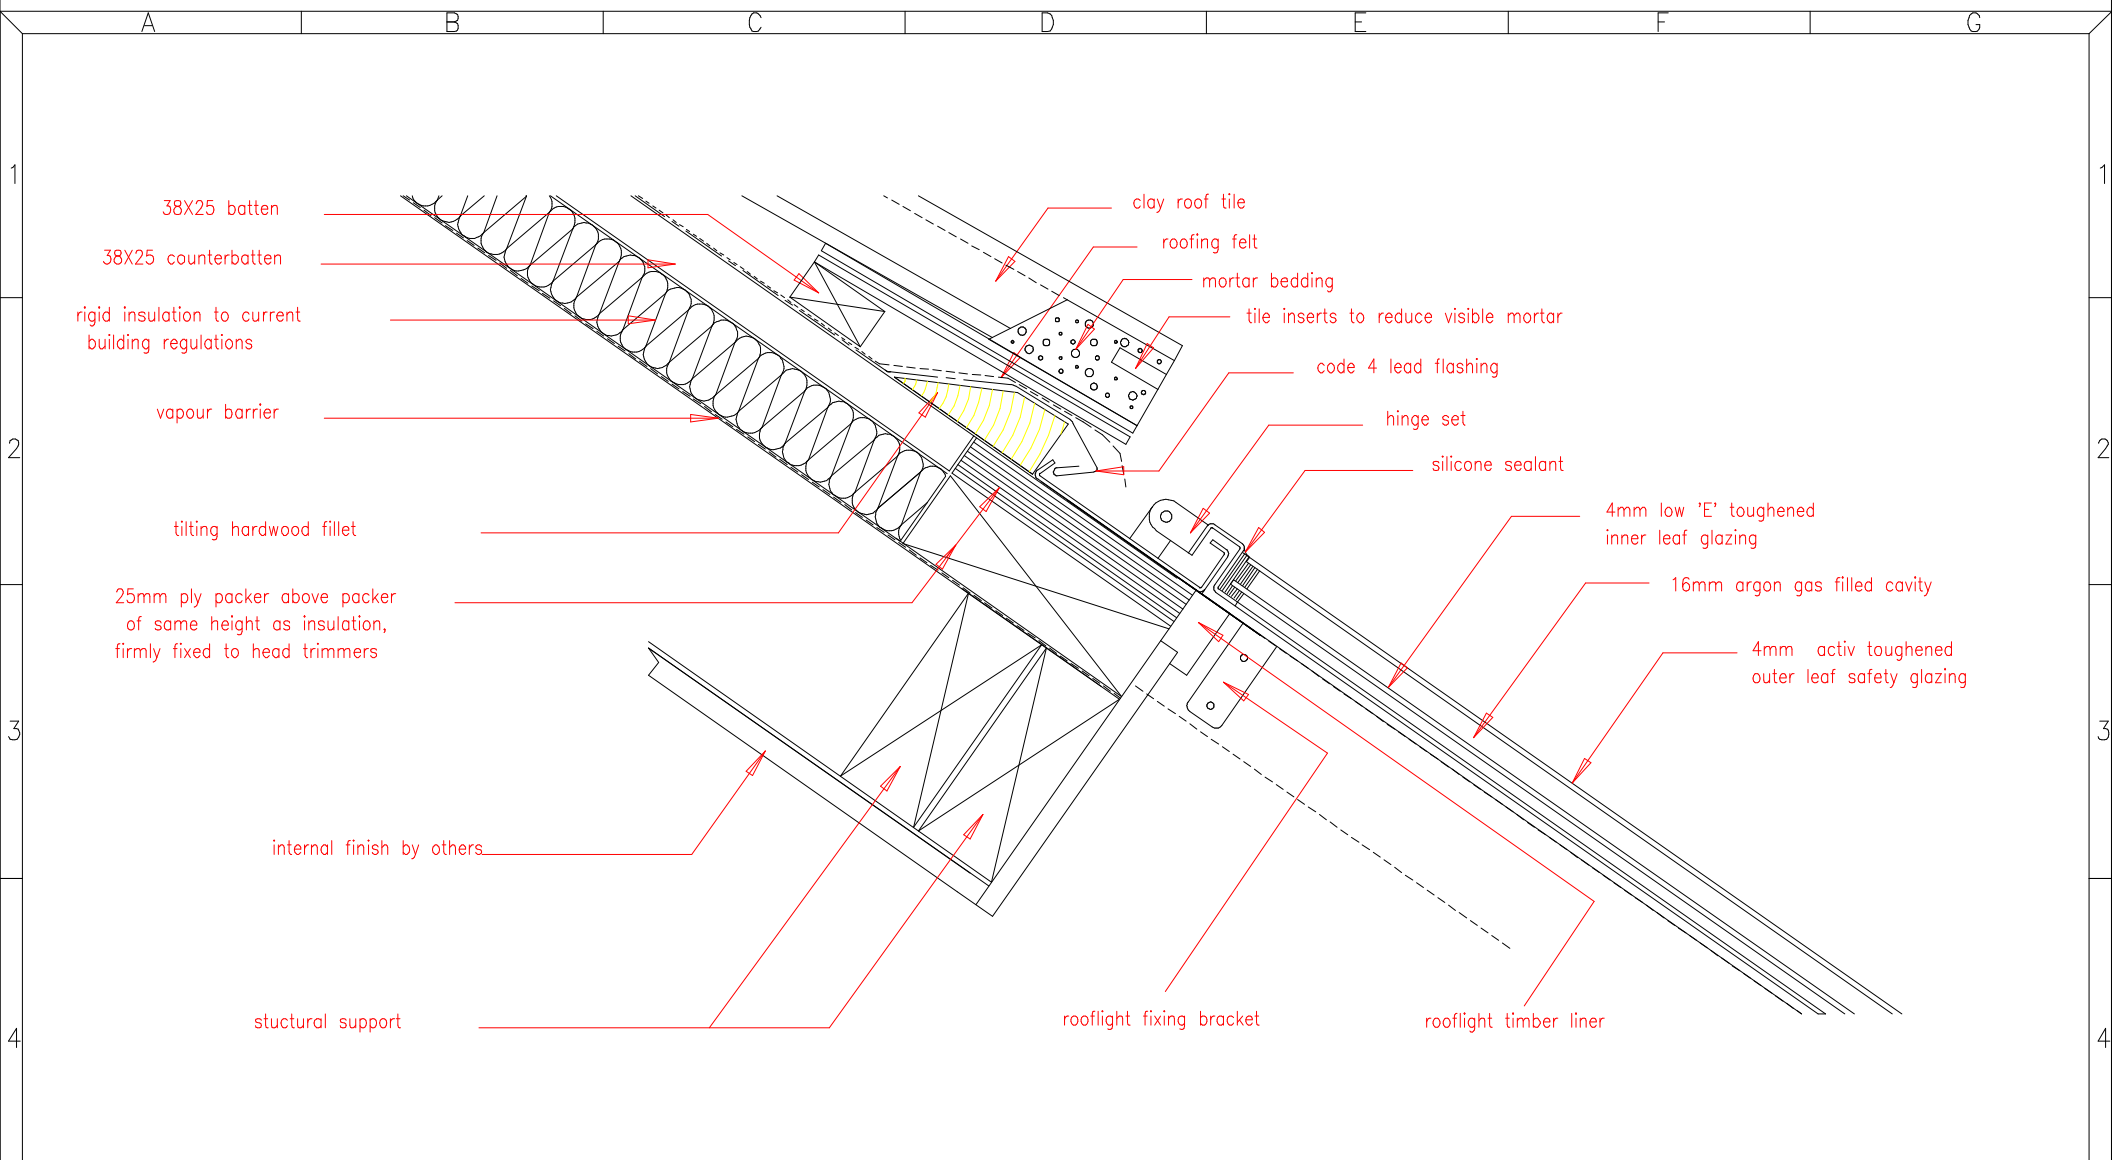 A B C D E F G
1 1
38X25 batten
38X25 counterbatten
rigid insulation to current
building regulations
vapour barrier
clay roof tile
roofing felt
mortar bedding
tile inserts to reduce visible mortar
code 4 lead flashing
hinge set
silicone sealant
2 2
tilting hardwood fillet
25mm ply packer above packer
of same height as insulation,
firmly fixed to head trimmers
4mm low 'E' toughened
inner leaf glazing
16mm argon gas filled cavity
4mm activ toughened
outer leaf safety glazing
3 3
internal finish by others
stuctural support
rooflight fixing bracket
rooflight timber liner
4 4